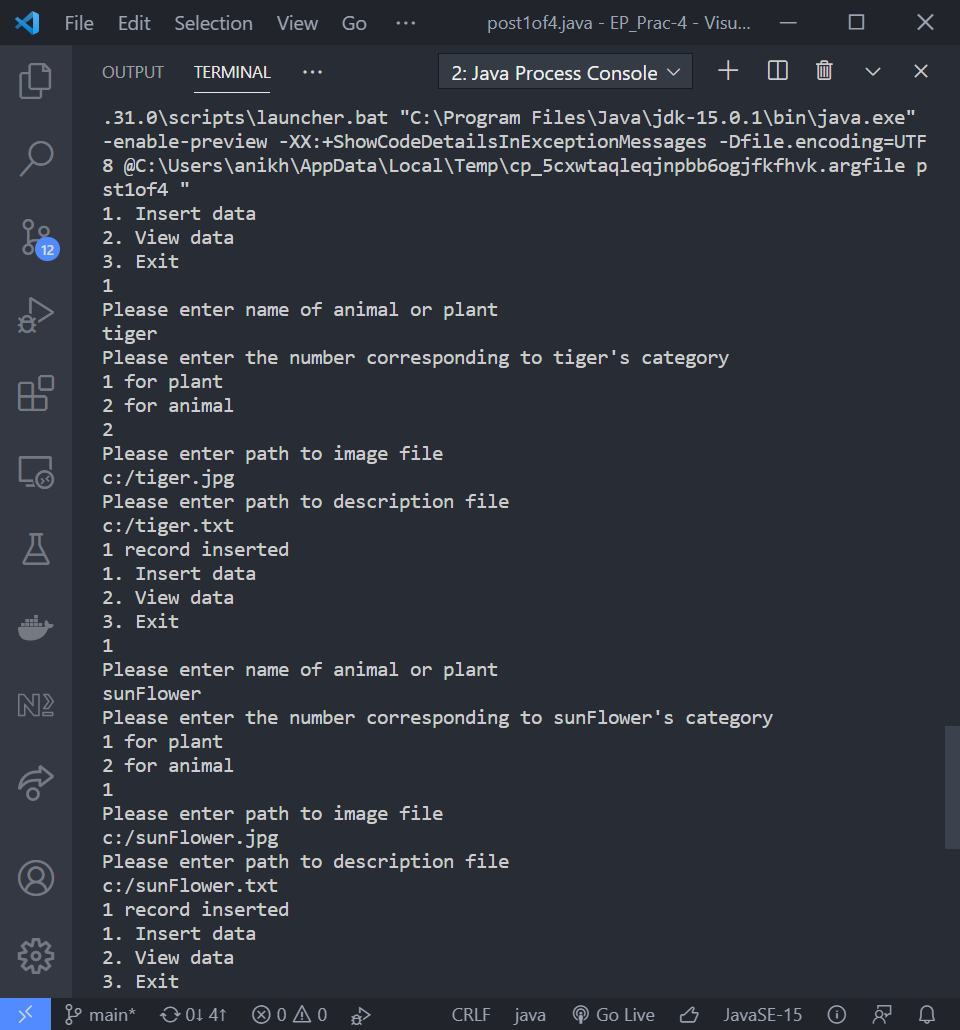 File Edit Selection View Go ··· post1of4.java - EP_Prac-4 - Visu...
OUTPUT TERMINAL ··· 2: Java Process Console
.31.0\scripts\launcher.bat "C:\Program Files\Java\jdk-15.0.1\bin\java.exe"
-enable-preview -XX:+ShowCodeDetailsInExceptionMessages -Dfile.encoding=UTF
8 @C:\Users\anikh\AppData\Local\Temp\cp_5cxwtaqleqjnpbb6ogjfkfhvk.argfile p
st1of4 "
1. Insert data
2. View data
3. Exit
1
Please enter name of animal or plant
tiger
Please enter the number corresponding to tiger's category
1 for plant
2 for animal
2
Please enter path to image file
c:/tiger.jpg
Please enter path to description file
c:/tiger.txt
1 record inserted
1. Insert data
2. View data
3. Exit
1
Please enter name of animal or plant
sunFlower
Please enter the number corresponding to sunFlower's category
1 for plant
2 for animal
1
Please enter path to image file
c:/sunFlower.jpg
Please enter path to description file
c:/sunFlower.txt
1 record inserted
1. Insert data
2. View data
3. Exit
12
main* 0↓ 4↑ 0 0 CRLF java Go Live JavaSE-15